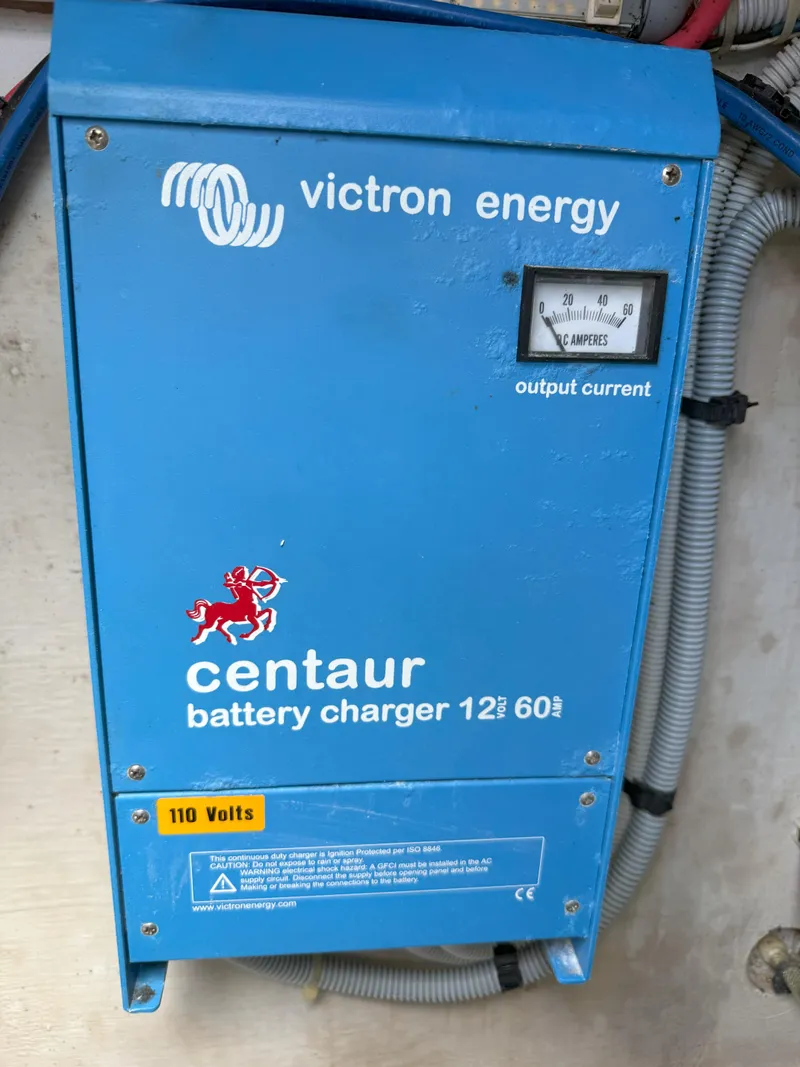 victron energy
0 20 40 60
DC AMPERES
output current
centaur
battery charger 12 VOLT 60 AMP
110 Volts
This continuous duty charger is Ignition Protected per ISO 8846
CAUTION: Do not expose to rain or spray.
WARNING electrical shock hazard: A GFCI must be installed in the AC
supply circuit. Disconnect the supply before opening panel and before
Making or breaking the connections to the battery.
www.victronenergy.com
CE